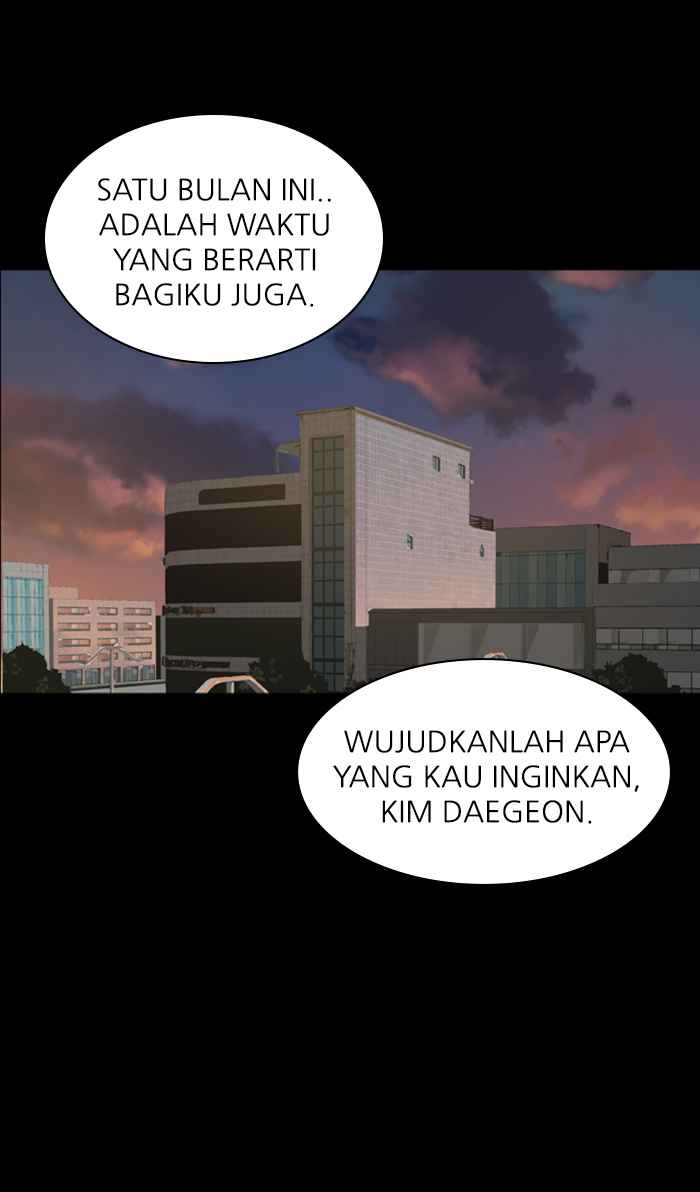 SATU BULAN INI..
ADALAH WAKTU
YANG BERARTI
BAGIKU JUGA.
WUJUDKANLAH APA
YANG KAU INGINKAN,
KIM DAEGEON.